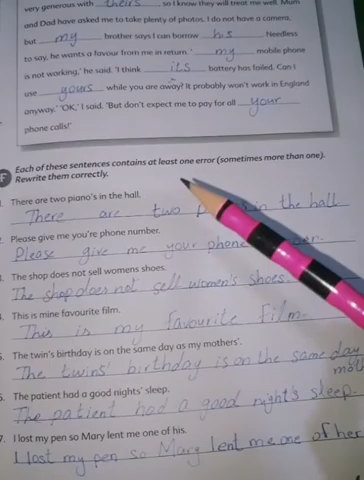 very generous with theirs so I know they will treat me well. Mum
and Dad have asked me to take plenty of photos. I do not have a camera,
but my brother says I can borrow his Needless
to say, he wants a favour from me in return. ' my mobile phone
is not working,' he said. 'I think its battery has failed. Can I
use yours while you are away? It probably won't work in England
anyway.' 'OK,' I said. 'But don't expect me to pay for all your
phone calls!'
F Each of these sentences contains at least one error (sometimes more than one).
Rewrite them correctly.
There are two piano's in the hall.
There are two in the hall
Please give me you're phone number.
Please give me your phone
The shop does not sell womens shoes.
The shop does not sell women's shoes.
This is mine favourite film.
This is my favourite film.
The twin's birthday is on the same day as my mothers'.
The twins' birthday is on the same day
The patient had a good nights' sleep.
The patient had a good night's sleep.
7. I lost my pen so Mary lent me one of his.
I lost my pen so Mary lent me one of her